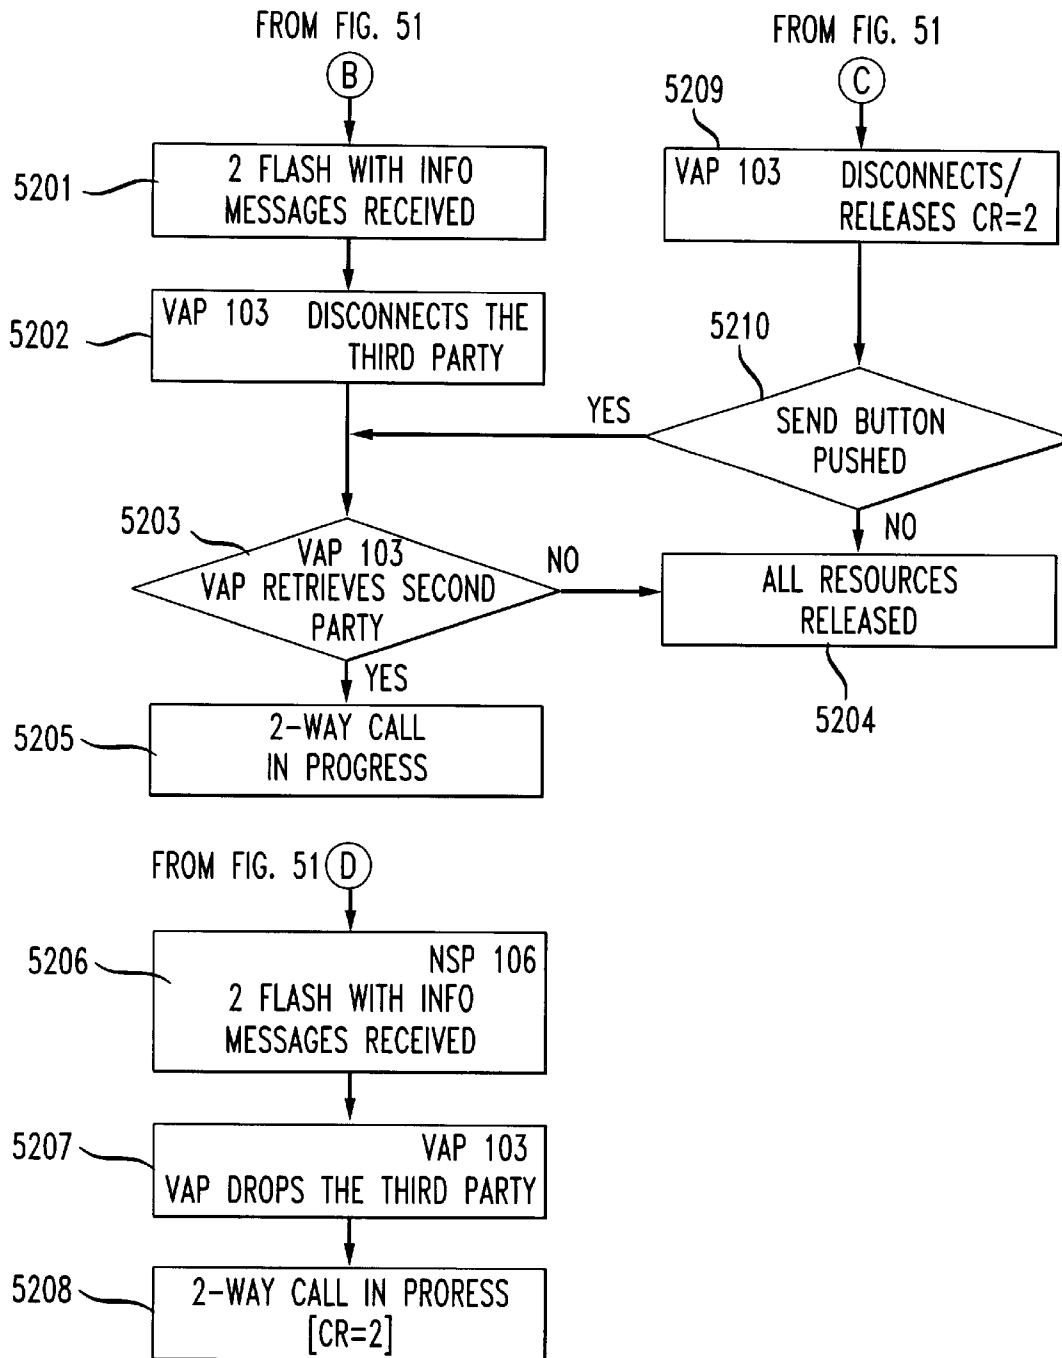 FROM FIG. 51
B
5201
2 FLASH WITH INFO
MESSAGES RECEIVED
5202
VAP 103 DISCONNECTS THE
THIRD PARTY
5203
VAP 103
VAP RETRIEVES SECOND
PARTY
NO
YES
5205
2-WAY CALL
IN PROGRESS
FROM FIG. 51
C
5209
VAP 103 DISCONNECTS/
RELEASES CR=2
5210
SEND BUTTON
PUSHED
YES
NO
ALL RESOURCES
RELEASED
5204
FROM FIG. 51 D
5206
NSP 106
2 FLASH WITH INFO
MESSAGES RECEIVED
5207
VAP 103
VAP DROPS THE THIRD PARTY
5208
2-WAY CALL IN PRORESS
[CR=2]